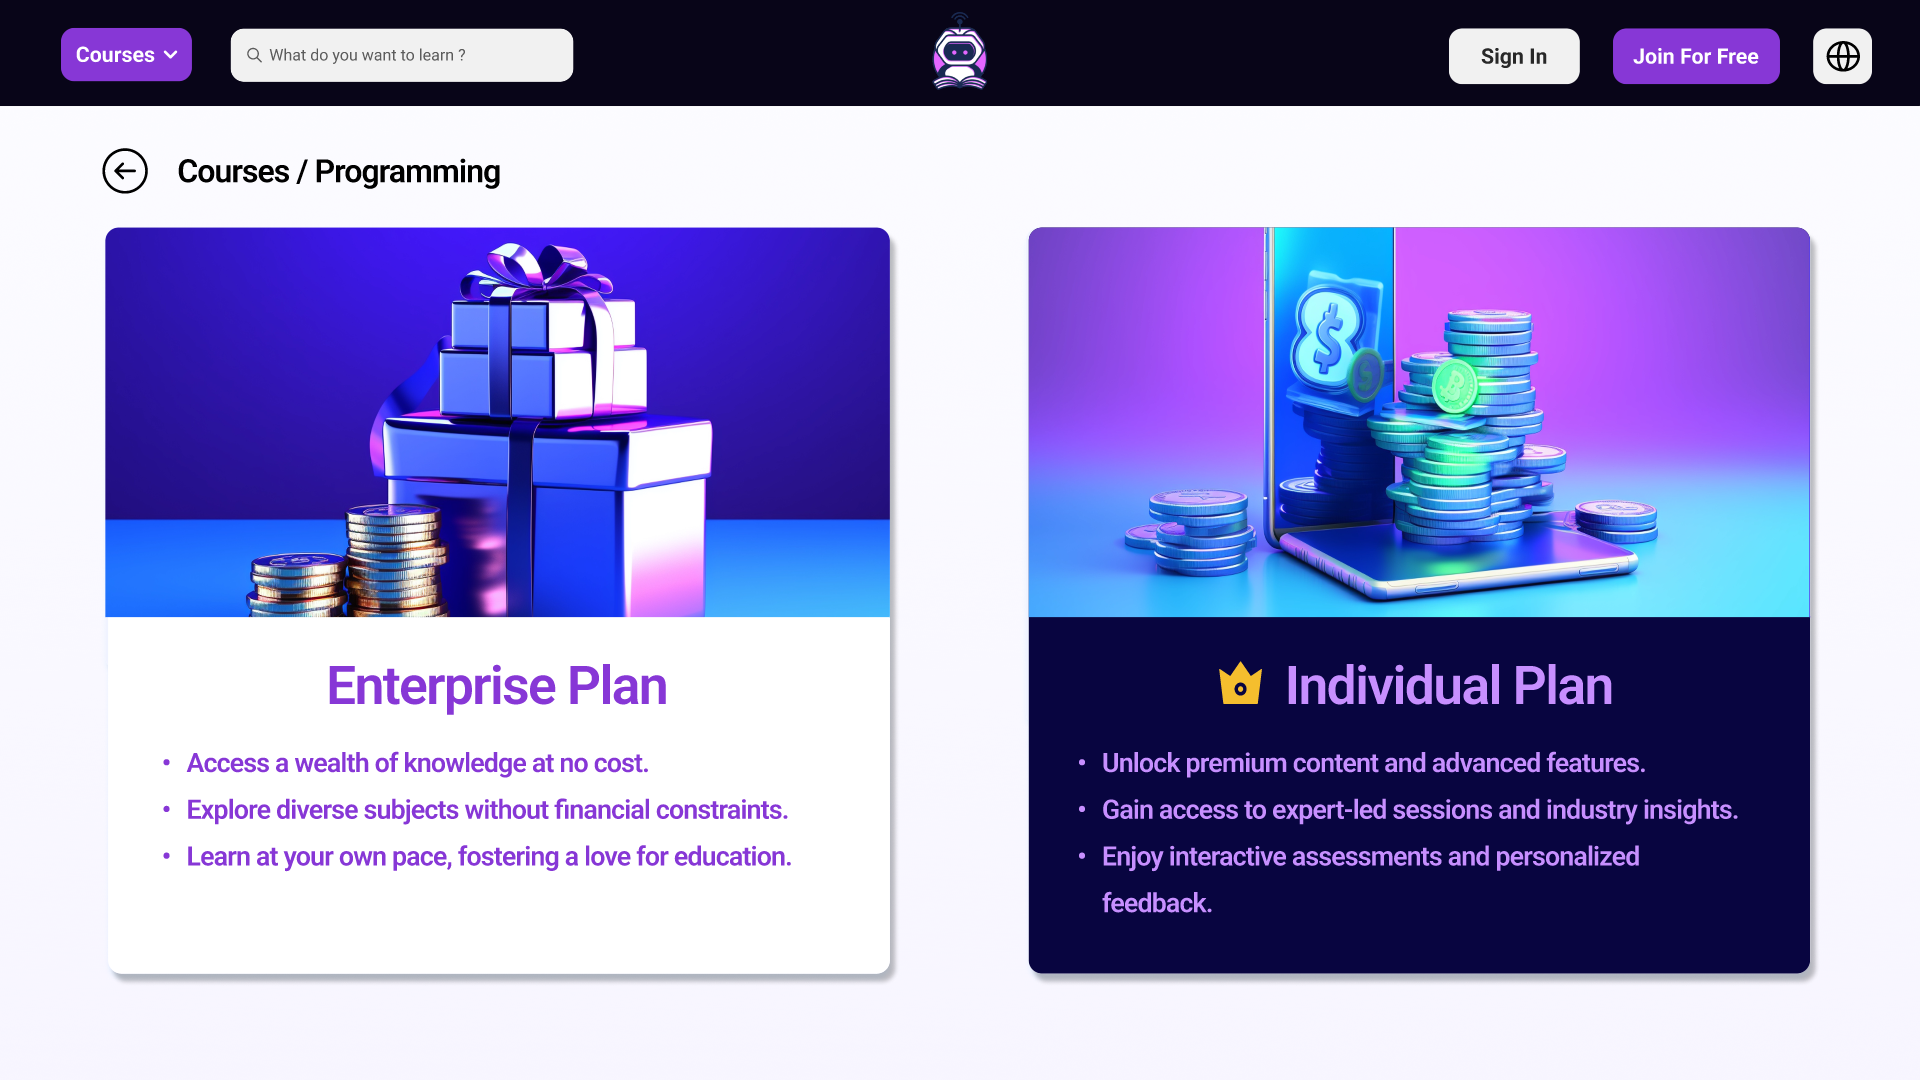 Courses
What do you want to learn ?
Sign In
Join For Free
Courses / Programming
Enterprise Plan
• Access a wealth of knowledge at no cost.
• Explore diverse subjects without financial constraints.
• Learn at your own pace, fostering a love for education.
Individual Plan
• Unlock premium content and advanced features.
• Gain access to expert-led sessions and industry insights.
• Enjoy interactive assessments and personalized
feedback.